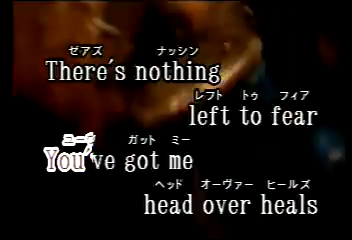 ゼアズ ナッシン
There's nothing
レフト トゥ フィア
left to fear
ユーヴ ガット ミー
You've got me
ヘッド オーヴァー ヒールズ
head over heals